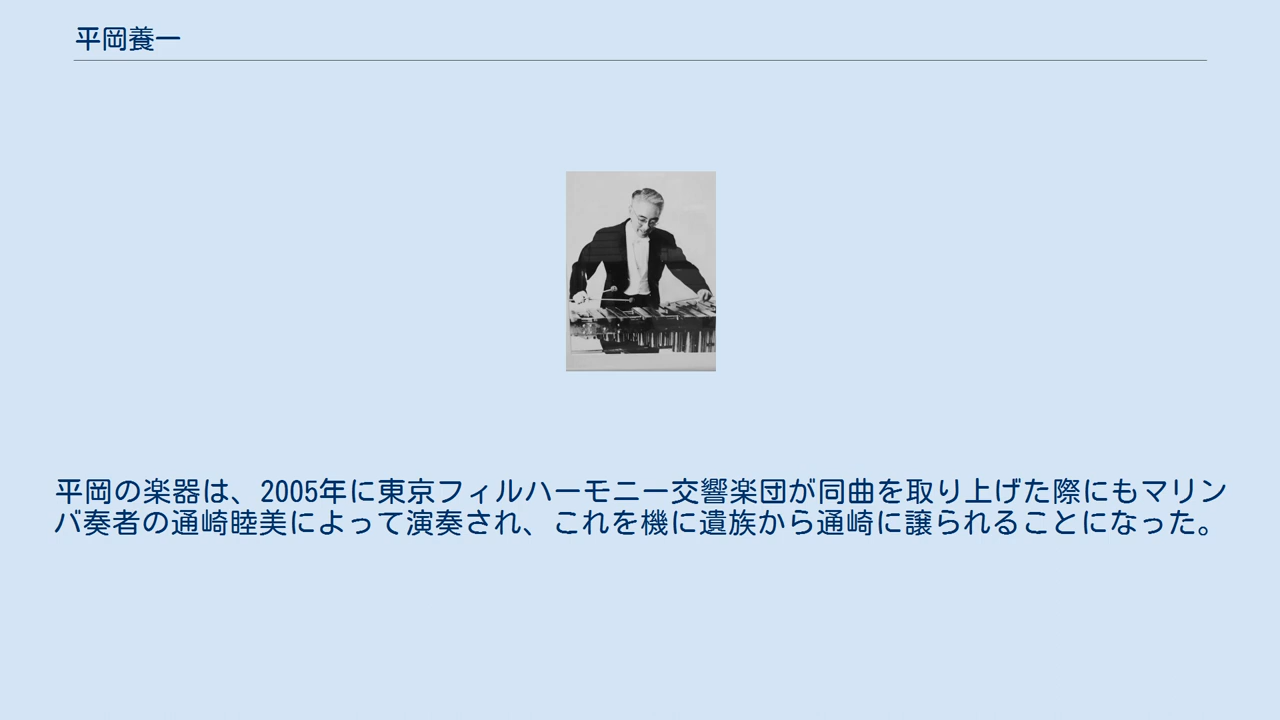 平岡養一
平岡の楽器は、2005年に東京フィルハーモニー交響楽団が同曲を取り上げた際にもマリン
バ奏者の通崎睦美によって演奏され、これを機に遺族から通崎に譲られることになった。